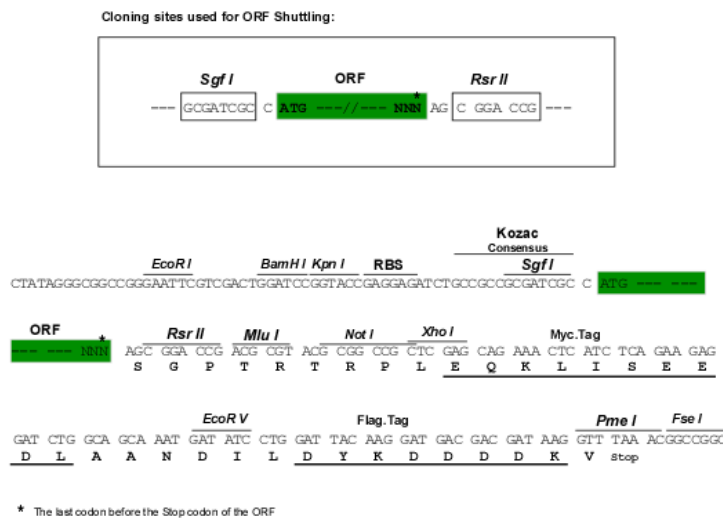 Cloning sites used for ORF Shuttling:
Sgf I ORF Rsr II
*
--- GCGATCGC C ATG ---//--- NNN AG C GGA CCG ---
Kozac
Consensus
EcoR I BamH I Kpn I RBS Sgf I
CTATAGGGCGGCCGGGAATTCGTCGACTGGATCCGGTACCGAGGAGATCTGCCGCCGCGATCGC C ATG --- ---
ORF * Rsr II Mlu I Not I Xho I Myc.Tag
--- --- NNN AGC GGA CCG ACG CGT ACG CGG CCG CTC GAG CAG AAA CTC ATC TCA GAA GAG
S G P T R T R P L E Q K L I S E E
EcoR V Flag.Tag Pme I Fse I
GAT CTG GCA GCA AAT GAT ATC CTG GAT TAC AAG GAT GAC GAC GAT AAG GTT TAA ACGGCCGGC
D L A A N D I L D Y K D D D D K V Stop
* The last codon before the Stop codon of the ORF